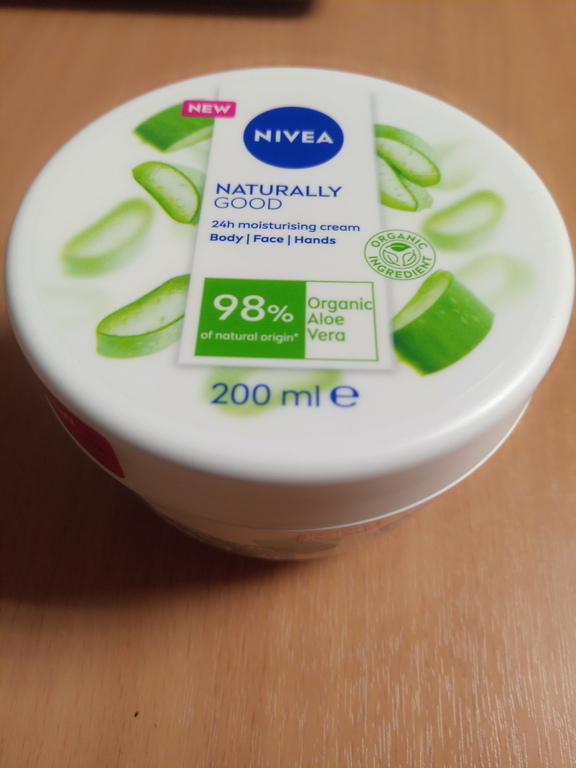 NEW
NIVEA
NATURALLY
GOOD
24h moisturising cream
Body | Face | Hands
ORGANIC INGREDIENT
98%
of natural origin*
Organic
Aloe
Vera
200 ml e